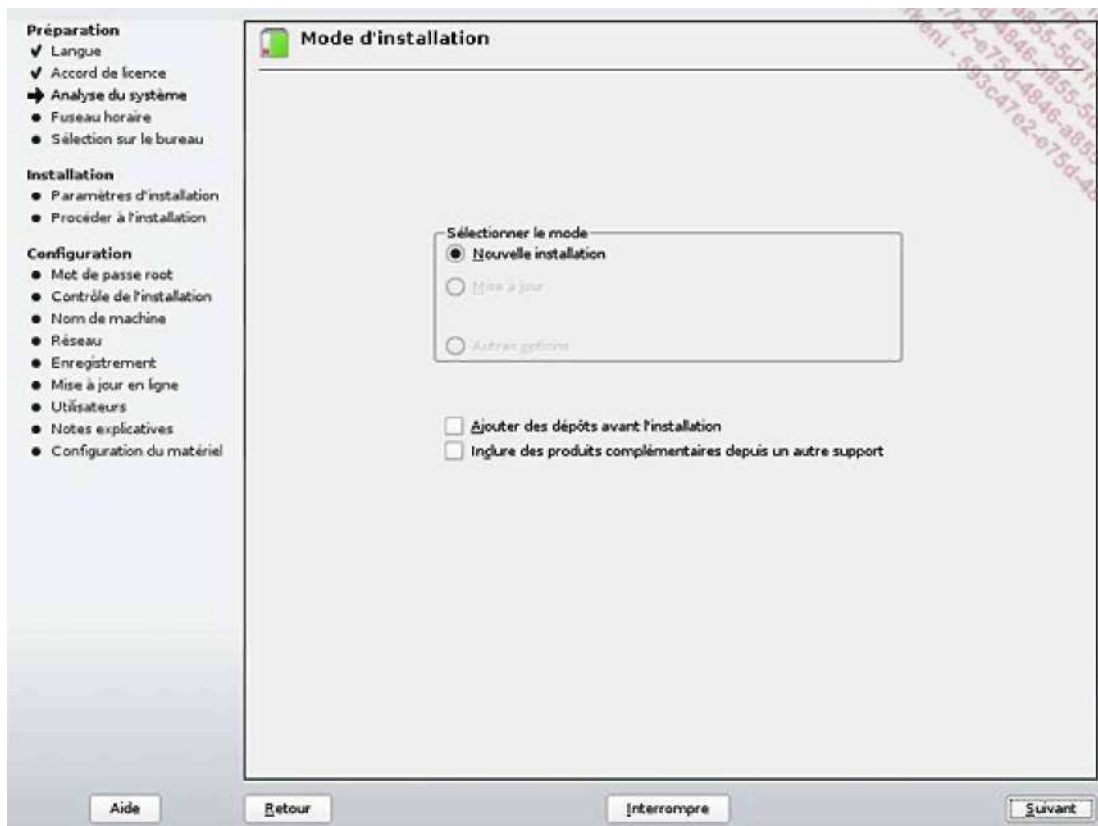 Préparation
Langue
Accord de licence
Analyse du système
Fuseau horaire
Sélection sur le bureau
Installation
Paramètres d'installation
Procéder à l'installation
Configuration
Mot de passe root
Contrôle de l'installation
Nom de machine
Réseau
Enregistrement
Mise à jour en ligne
Utilisateurs
Notes explicatives
Configuration du matériel
Mode d'installation
Sélectionner le mode
Nouvelle installation
Mise à jour
Autres options
Ajouter des dépôts avant l'installation
Inclure des produits complémentaires depuis un autre support
Aide
Retour
Interrompre
Suivant